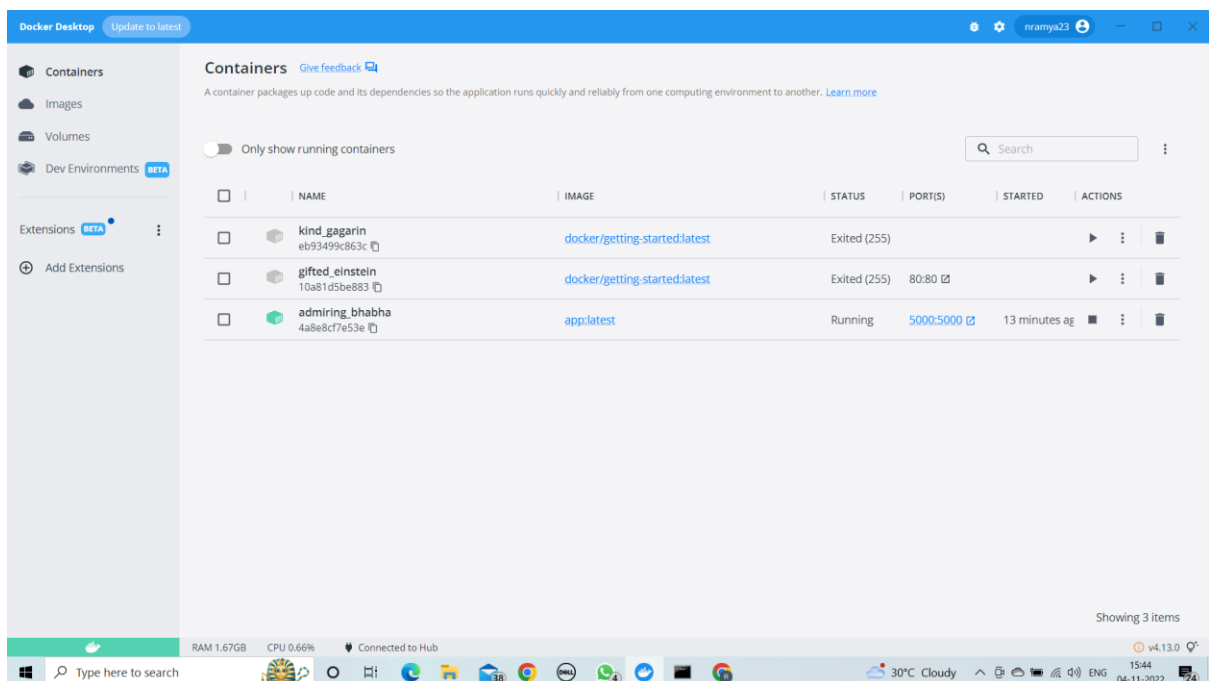 Docker Desktop Update to latest nramya23
Containers
Images
Volumes
Dev Environments BETA
Extensions BETA
Add Extensions
Containers Give feedback
A container packages up code and its dependencies so the application runs quickly and reliably from one computing environment to another. Learn more
Only show running containers Search
NAME IMAGE STATUS PORT(S) STARTED ACTIONS
kind_gagarin docker/getting-started:latest Exited (255)
eb93499c863c
gifted_einstein docker/getting-started:latest Exited (255) 80:80
10a81d5be883
admiring_bhabha app:latest Running 5000:5000 13 minutes ag
4a8e8cf7e53e
Showing 3 items
RAM 1.67GB CPU 0.66% Connected to Hub v4.13.0
Type here to search 38 DELL 4 30°C Cloudy ENG 15:44
04-11-2022 24